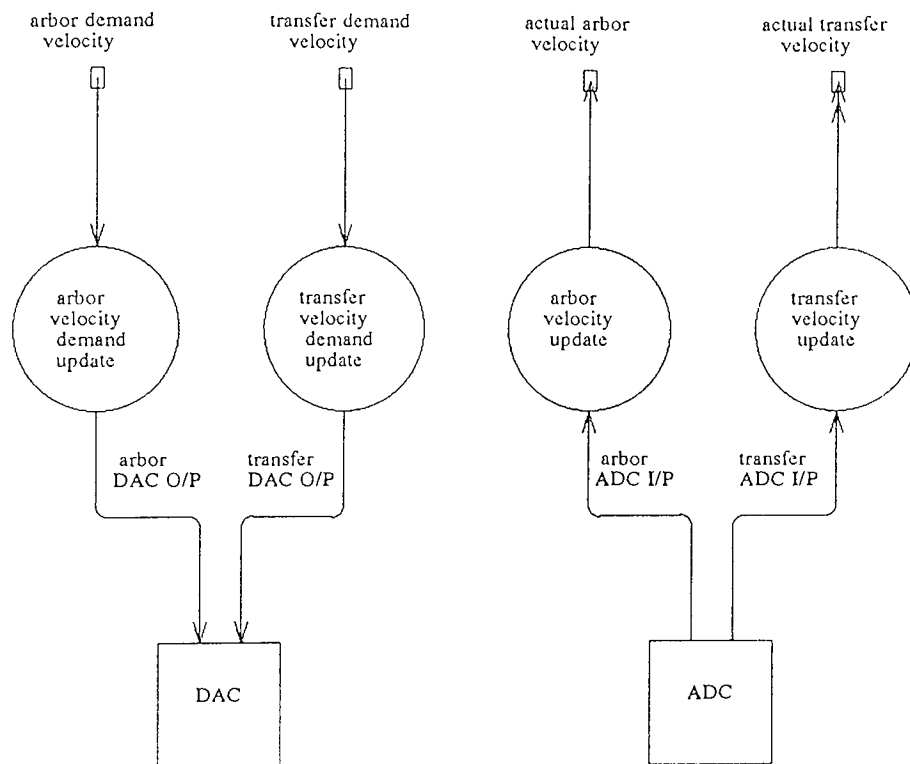 arbor demand
velocity
transfer demand
velocity
actual arbor
velocity
actual transfer
velocity
arbor
velocity
demand
update
transfer
velocity
demand
update
arbor
velocity
update
transfer
velocity
update
arbor
DAC O/P
transfer
DAC O/P
arbor
ADC I/P
transfer
ADC I/P
DAC
ADC